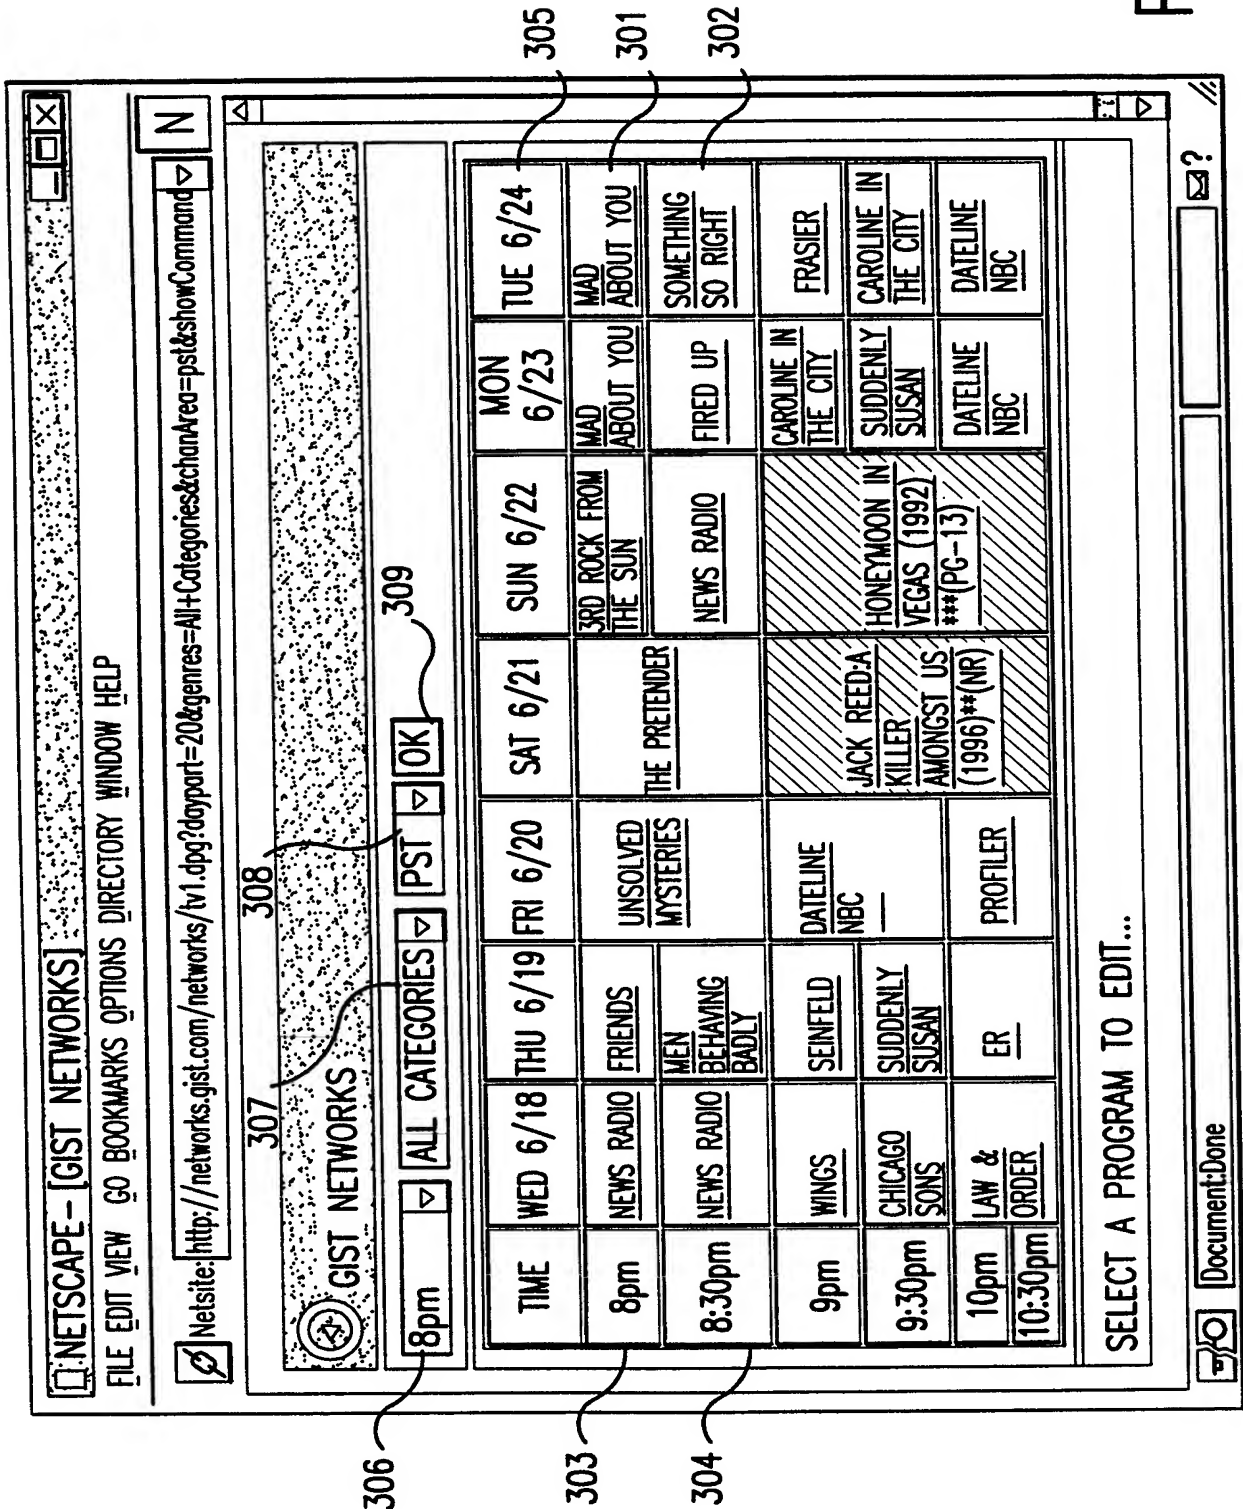 NETSCAPE- [GIST NETWORKS]
FILE EDIT VIEW GO BOOKMARKS OPTIONS DIRECTORY WINDOW HELP
Netsite: http://networks.gist.com/networks/tv1.dpg?daypart=20&genres=All+Categories&chanArea=pst&showCommand
N
307
308
GIST NETWORKS
309
306
8pm ALL CATEGORIES PST OK
TIME WED 6/18 THU 6/19 FRI 6/20 SAT 6/21 SUN 6/22 MON 6/23 TUE 6/24
305
303
8pm NEWS RADIO FRIENDS UNSOLVED MYSTERIES THE PRETENDER 3RD ROCK FROM THE SUN MAD ABOUT YOU MAD ABOUT YOU
301
304
8:30pm NEWS RADIO MEN BEHAVING BADLY NEWS RADIO FIRED UP SOMETHING SO RIGHT
302
9pm WINGS SEINFELD DATELINE NBC JACK REED:A KILLER AMONGST US (1996)**(NR) HONEYMOON IN VEGAS (1992) ***(PG-13) CAROLINE IN THE CITY FRASIER
9:30pm CHICAGO SONS SUDDENLY SUSAN SUDDENLY SUSAN CAROLINE IN THE CITY
10pm LAW & ORDER ER PROFILER DATELINE NBC DATELINE NBC
10:30pm
SELECT A PROGRAM TO EDIT...
Document:Done
?